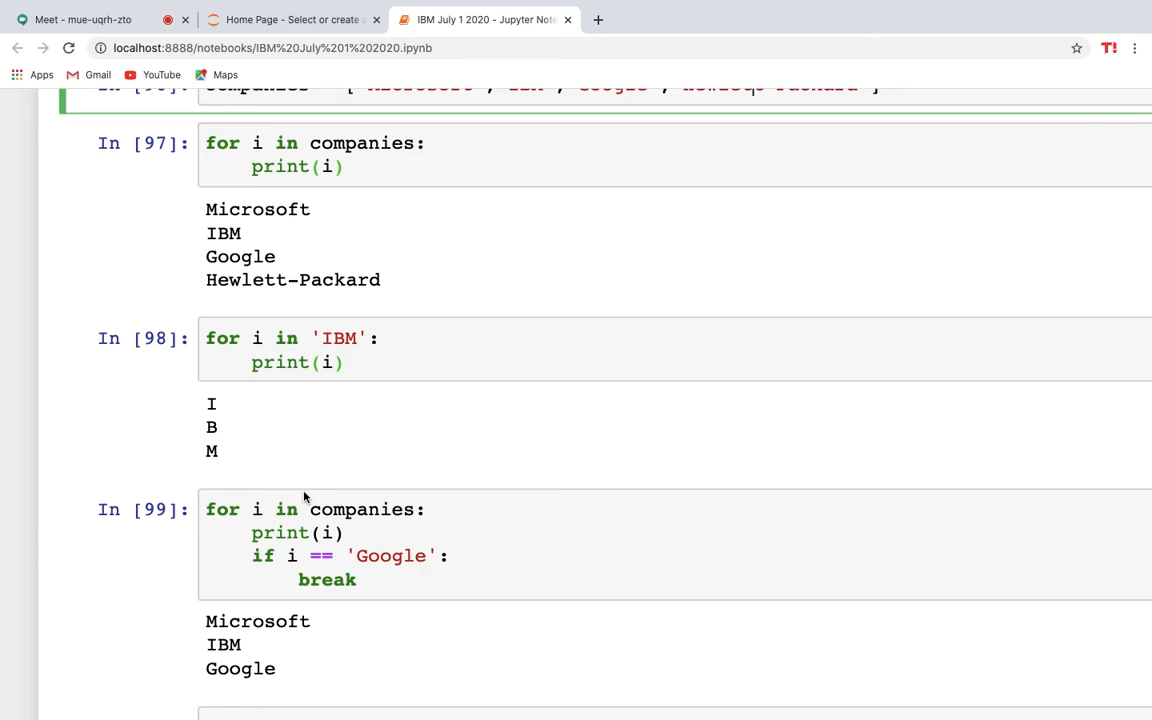 Meet - mue-uqrh-zto
Home Page - Select or create a
IBM July 1 2020 - Jupyter Note
localhost:8888/notebooks/IBM%20July%201%202020.ipynb
T!
Apps Gmail YouTube Maps
In [97]: for i in companies:
print(i)
Microsoft
IBM
Google
Hewlett-Packard
In [98]: for i in 'IBM':
print(i)
I
B
M
In [99]: for i in companies:
print(i)
if i == 'Google':
break
Microsoft
IBM
Google